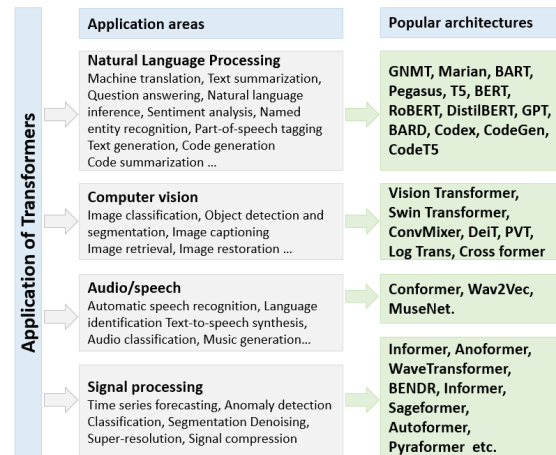 Application of Transformers
Application areas
Popular architectures
Natural Language Processing
Machine translation, Text summarization,
Question answering, Natural language
inference, Sentiment analysis, Named
entity recognition, Part-of-speech tagging
Text generation, Code generation
Code summarization ...
GNMT, Marian, BART,
Pegasus, T5, BERT,
RoBERT, DistilBERT, GPT,
BARD, Codex, CodeGen,
CodeT5
Computer vision
Image classification, Object detection and
segmentation, Image captioning
Image retrieval, Image restoration ...
Vision Transformer,
Swin Transformer,
ConvMixer, DeiT, PVT,
Log Trans, Cross former
Audio/speech
Automatic speech recognition, Language
identification Text-to-speech synthesis,
Audio classification, Music generation...
Conformer, Wav2Vec,
MuseNet.
Signal processing
Time series forecasting, Anomaly detection
Classification, Segmentation Denoising,
Super-resolution, Signal compression
Informer, Anoformer,
WaveTransformer,
BENDR, Informer,
Sageformer,
Autoformer,
Pyraformer etc.